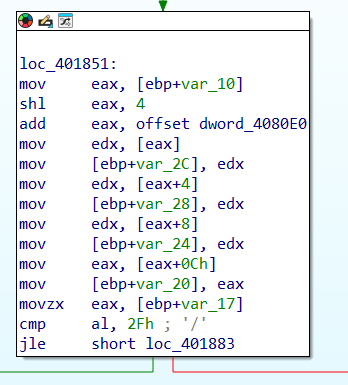 loc_401851:
mov     eax, [ebp+var_10]
shl     eax, 4
add     eax, offset dword_4080E0
mov     edx, [eax]
mov     [ebp+var_2C], edx
mov     edx, [eax+4]
mov     [ebp+var_28], edx
mov     edx, [eax+8]
mov     [ebp+var_24], edx
mov     eax, [eax+0Ch]
mov     [ebp+var_20], eax
movzx   eax, [ebp+var_17]
cmp     al, 2Fh ; '/'
jle     short loc_401883